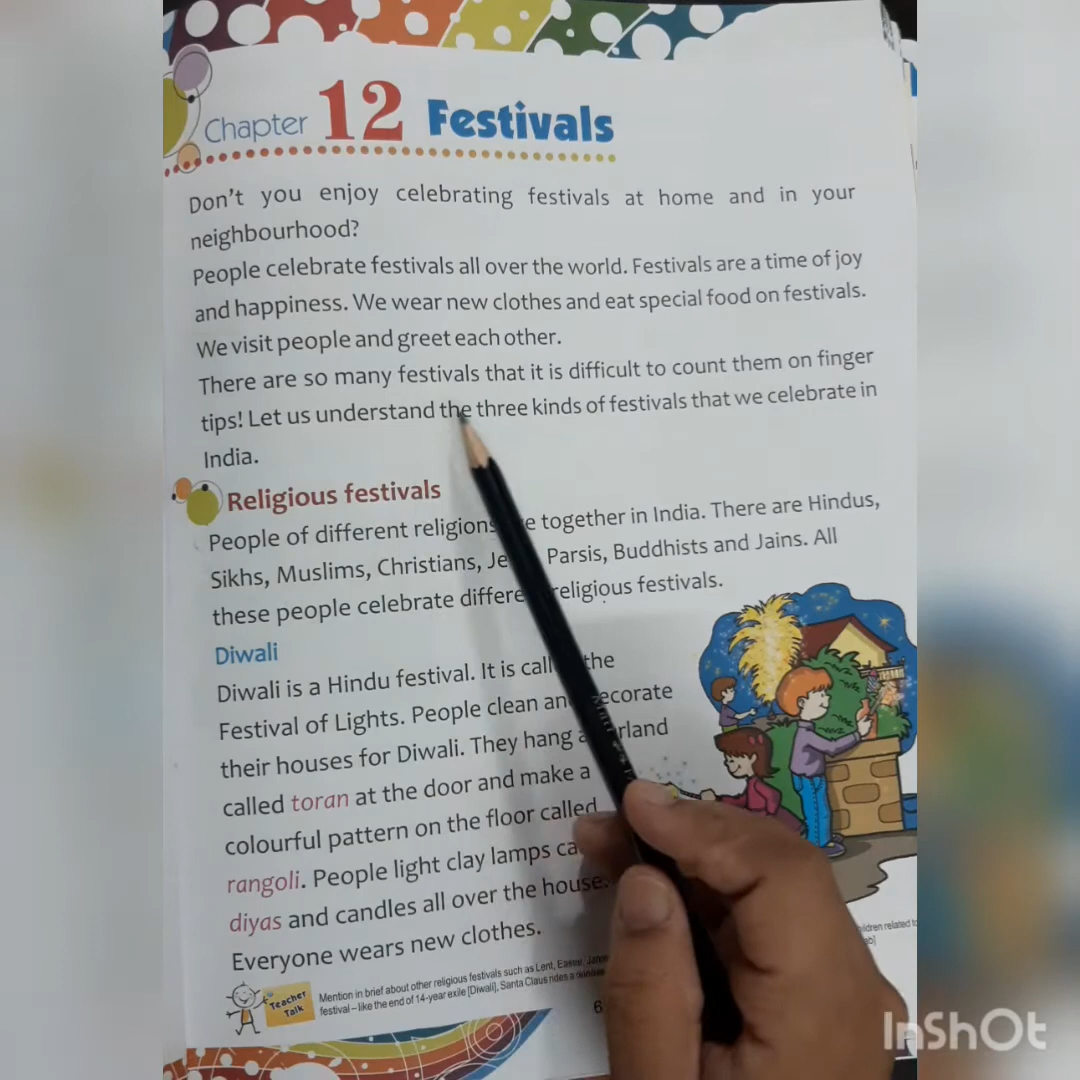 Chapter 12 Festivals
Don't you enjoy celebrating festivals at home and in your
neighbourhood?
People celebrate festivals all over the world. Festivals are a time of joy
and happiness. We wear new clothes and eat special food on festivals.
We visit people and greet each other.
There are so many festivals that it is difficult to count them on finger
tips! Let us understand the three kinds of festivals that we celebrate in
India.
Religious festivals
People of different religions together in India. There are Hindus,
Sikhs, Muslims, Christians, Parsis, Buddhists and Jains. All
these people celebrate religious festivals.
Diwali
Diwali is a Hindu festival. It is the
Festival of Lights. People clean
their houses for Diwali. They hang
called toran at the door and make a
colourful pattern on the floor called
rangoli. People light clay lamps
diyas and candles all over the house.
Everyone wears new clothes.
Teacher Talk
Mention in brief about other religious festivals such as Lent, Easter,
festival – like the end of 14-year exile [Diwali], Santa Claus rides a
children related to
6
InShOt